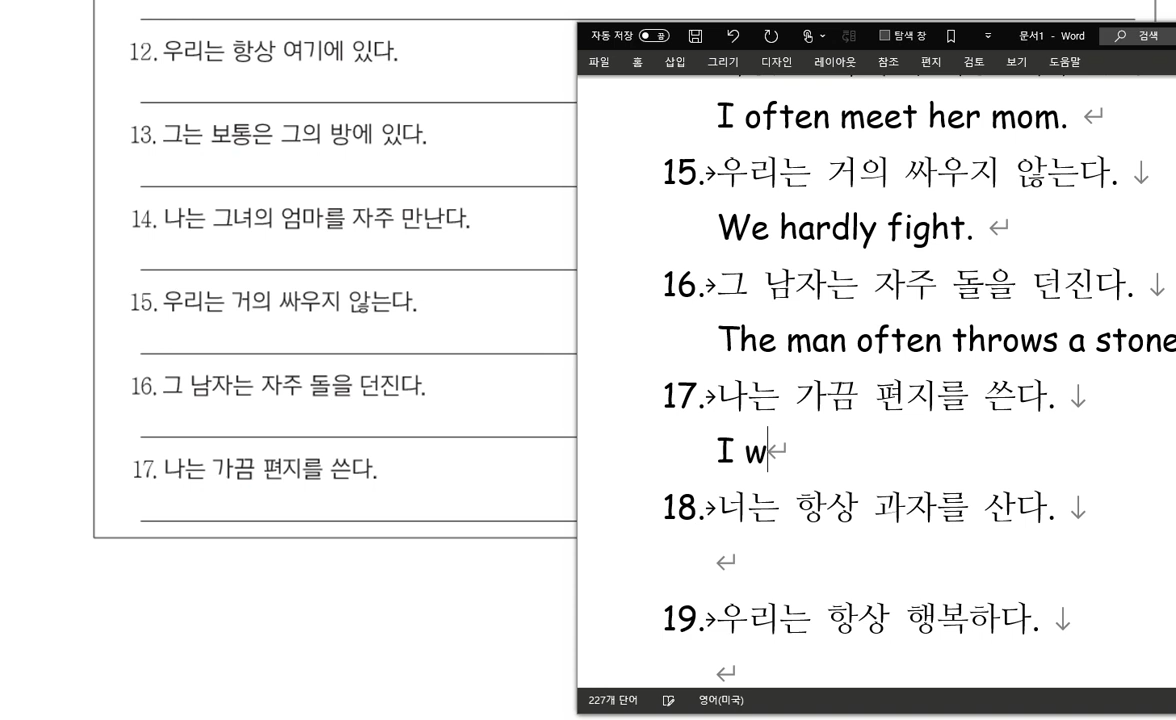 12. 우리는 항상 여기에 있다.
13. 그는 보통은 그의 방에 있다.
14. 나는 그녀의 엄마를 자주 만난다.
15. 우리는 거의 싸우지 않는다.
16. 그 남자는 자주 돌을 던진다.
17. 나는 가끔 편지를 쓴다.
자동 저장 끔 탐색 창 문서1 - Word 검색
파일 홈 삽입 그리기 디자인 레이아웃 참조 편지 검토 보기 도움말
I often meet her mom.
15. 우리는 거의 싸우지 않는다.
We hardly fight.
16. 그 남자는 자주 돌을 던진다.
The man often throws a stone
17. 나는 가끔 편지를 쓴다.
I w
18. 너는 항상 과자를 산다.
19. 우리는 항상 행복하다.
227개 단어 영어(미국)